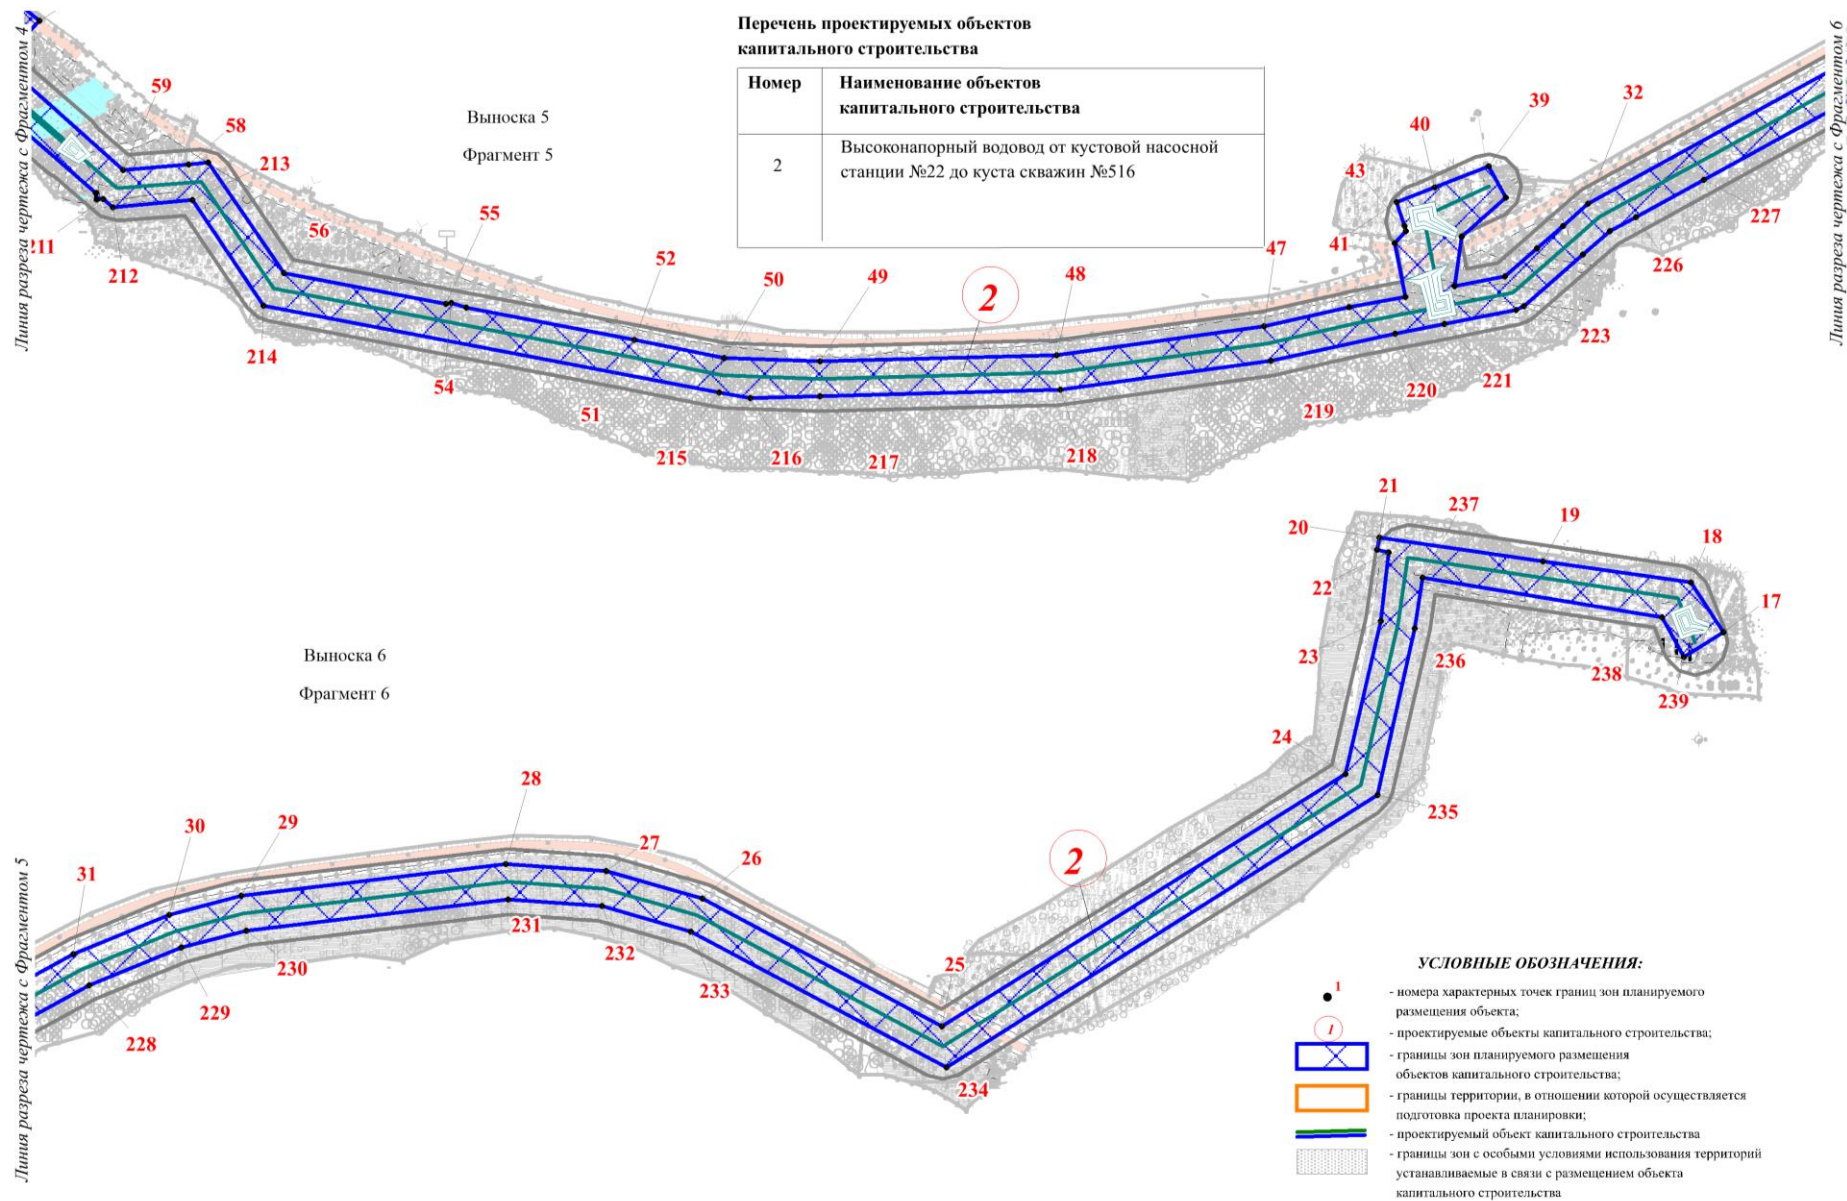 Линия разреза чертежа с Фрагментом 4
Перечень проектируемых объектов
капитального строительства
Номер
Наименование объектов
капитального строительства
2
Высоконапорный водовод от кустовой насосной
станции №22 до куста скважин №516
Выноска 5
Фрагмент 5
Линия разреза чертежа с Фрагментом 6
59
58
213
56
55
52
50
49
2
48
47
43
40
39
32
41
227
226
223
211
212
214
54
51
215
216
217
218
219
220
221
Выноска 6
Фрагмент 6
Линия разреза чертежа с Фрагментом 5
21
237
19
18
20
22
17
23
236
238
239
24
235
28
30
29
27
26
31
2
25
231
232
230
233
229
228
234
УСЛОВНЫЕ ОБОЗНАЧЕНИЯ:
1
- номера характерных точек границ зон планируемого
размещения объекта;
1
- проектируемые объекты капитального строительства;
- границы зон планируемого размещения
объектов капитального строительства;
- границы территории, в отношении которой осуществляется
подготовка проекта планировки;
- проектируемый объект капитального строительства
- границы зон с особыми условиями использования территорий
устанавливаемые в связи с размещением объекта
капитального строительства